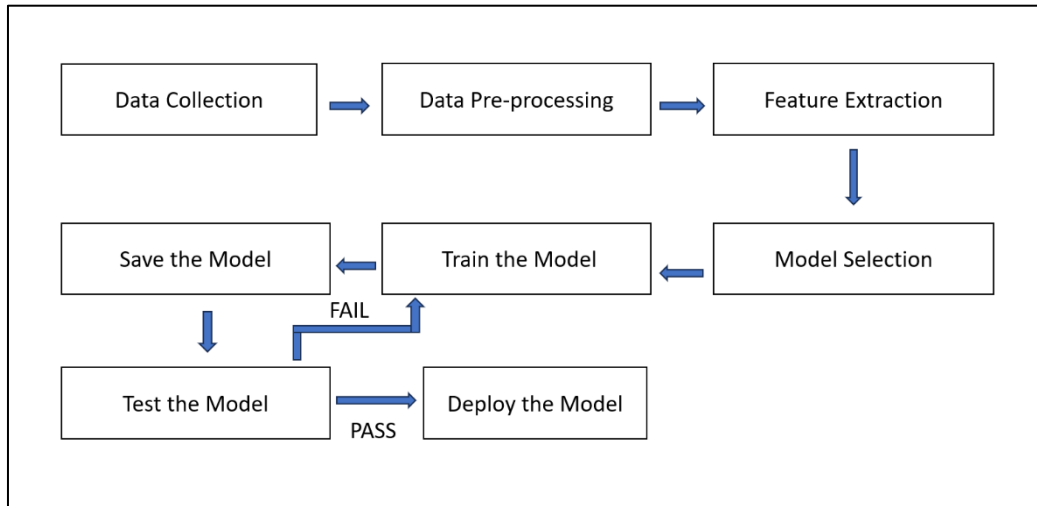 Data Collection
Data Pre-processing
Feature Extraction
Save the Model
Train the Model
Model Selection
FAIL
Test the Model
Deploy the Model
PASS